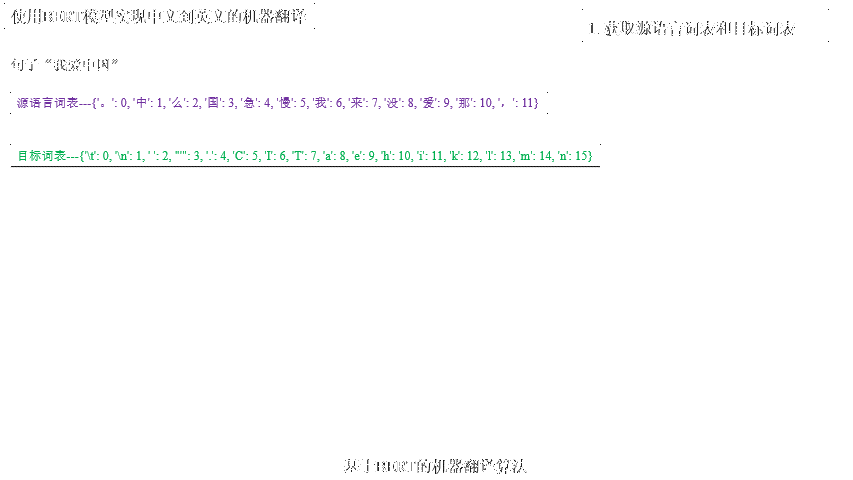 使用BERT模型实现中文到英文的机器翻译
1. 获取源语言词表和目标词表
句子“我爱中国”
源语言词表---{'。': 0, '中': 1, '么': 2, '国': 3, '急': 4, '慢': 5, '我': 6, '来': 7, '没': 8, '爱': 9, '那': 10, '，': 11}
目标词表---{'\t': 0, '\n': 1, ' ': 2, "'": 3, '.': 4, 'C': 5, 'I': 6, 'T': 7, 'a': 8, 'e': 9, 'h': 10, 'i': 11, 'k': 12, 'l': 13, 'm': 14, 'n': 15}
基于BERT的机器翻译算法